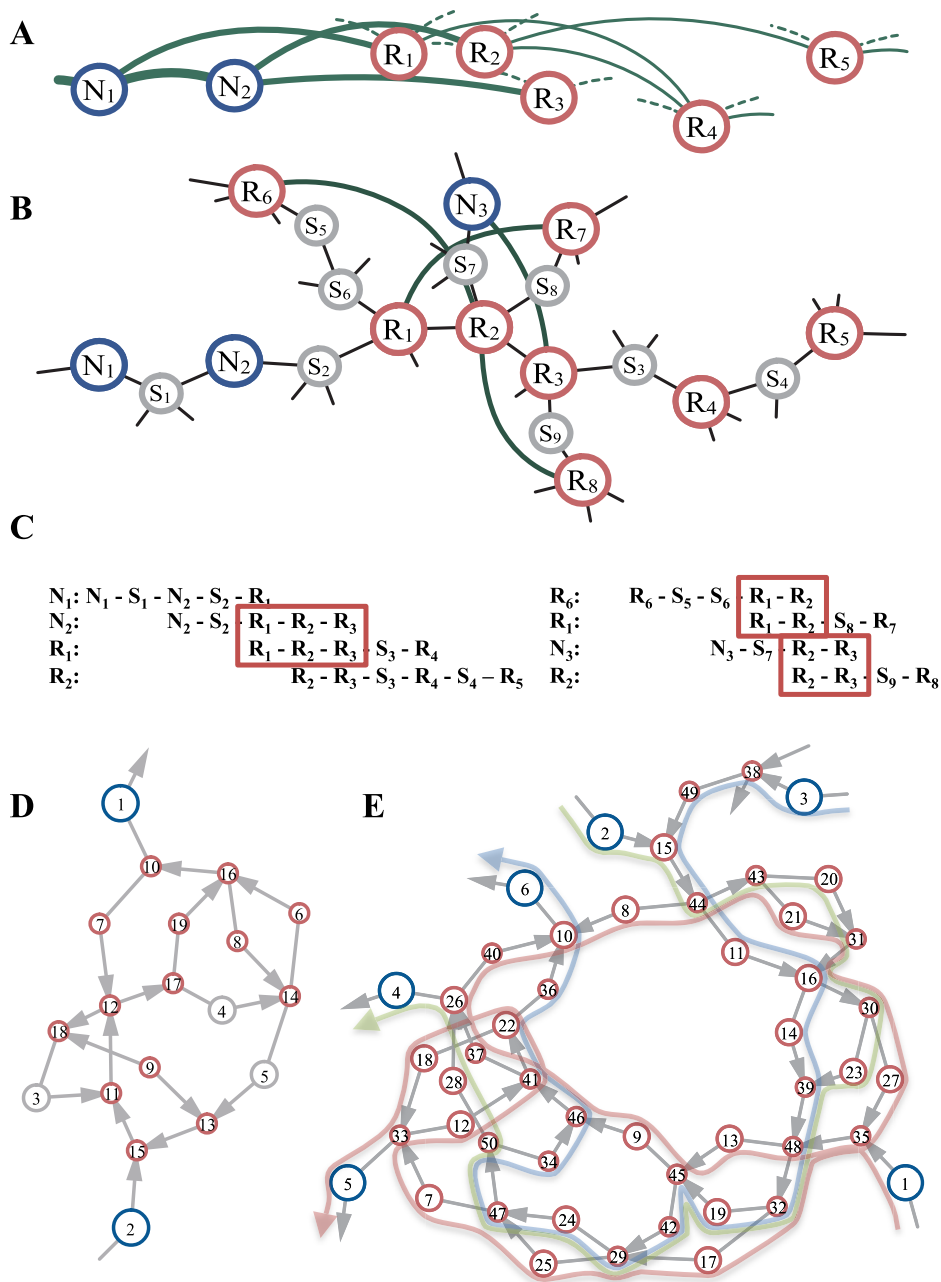 A
N₁ N₂ R₁ R₂ R₃ R₄ R₅
B
R₆ S₅ S₆ N₃ S₇ R₇ S₈
N₁ S₁ N₂ S₂ R₁ R₂ R₃ S₃ R₄ S₄ R₅
S₉ R₈
C
N₁: N₁ - S₁ - N₂ - S₂ - R₁
N₂: N₂ - S₂ - R₁ - R₂ - R₃
R₁: R₁ - R₂ - R₃ - S₃ - R₄
R₂: R₂ - R₃ - S₃ - R₄ - S₄ – R₅
R₆: R₆ - S₅ - S₆ - R₁ - R₂
R₁: R₁ - R₂ - S₈ - R₇
N₃: N₃ - S₇ - R₂ - R₃
R₂: R₂ - R₃ - S₉ - R₈
D
1
10 16
7 19 6
8
17 14
12 4
18
9 5
3 11
13
15
2
E
38
49 3
2
15
43 20
6 44
8 21
10 31
40 11
16
4 36
26 30
22 14
18 37
28 41 39 23 27
46
12 9
33 50 13 48 35
34 45
5 1
7 47 24 42 19 32
25 29 17